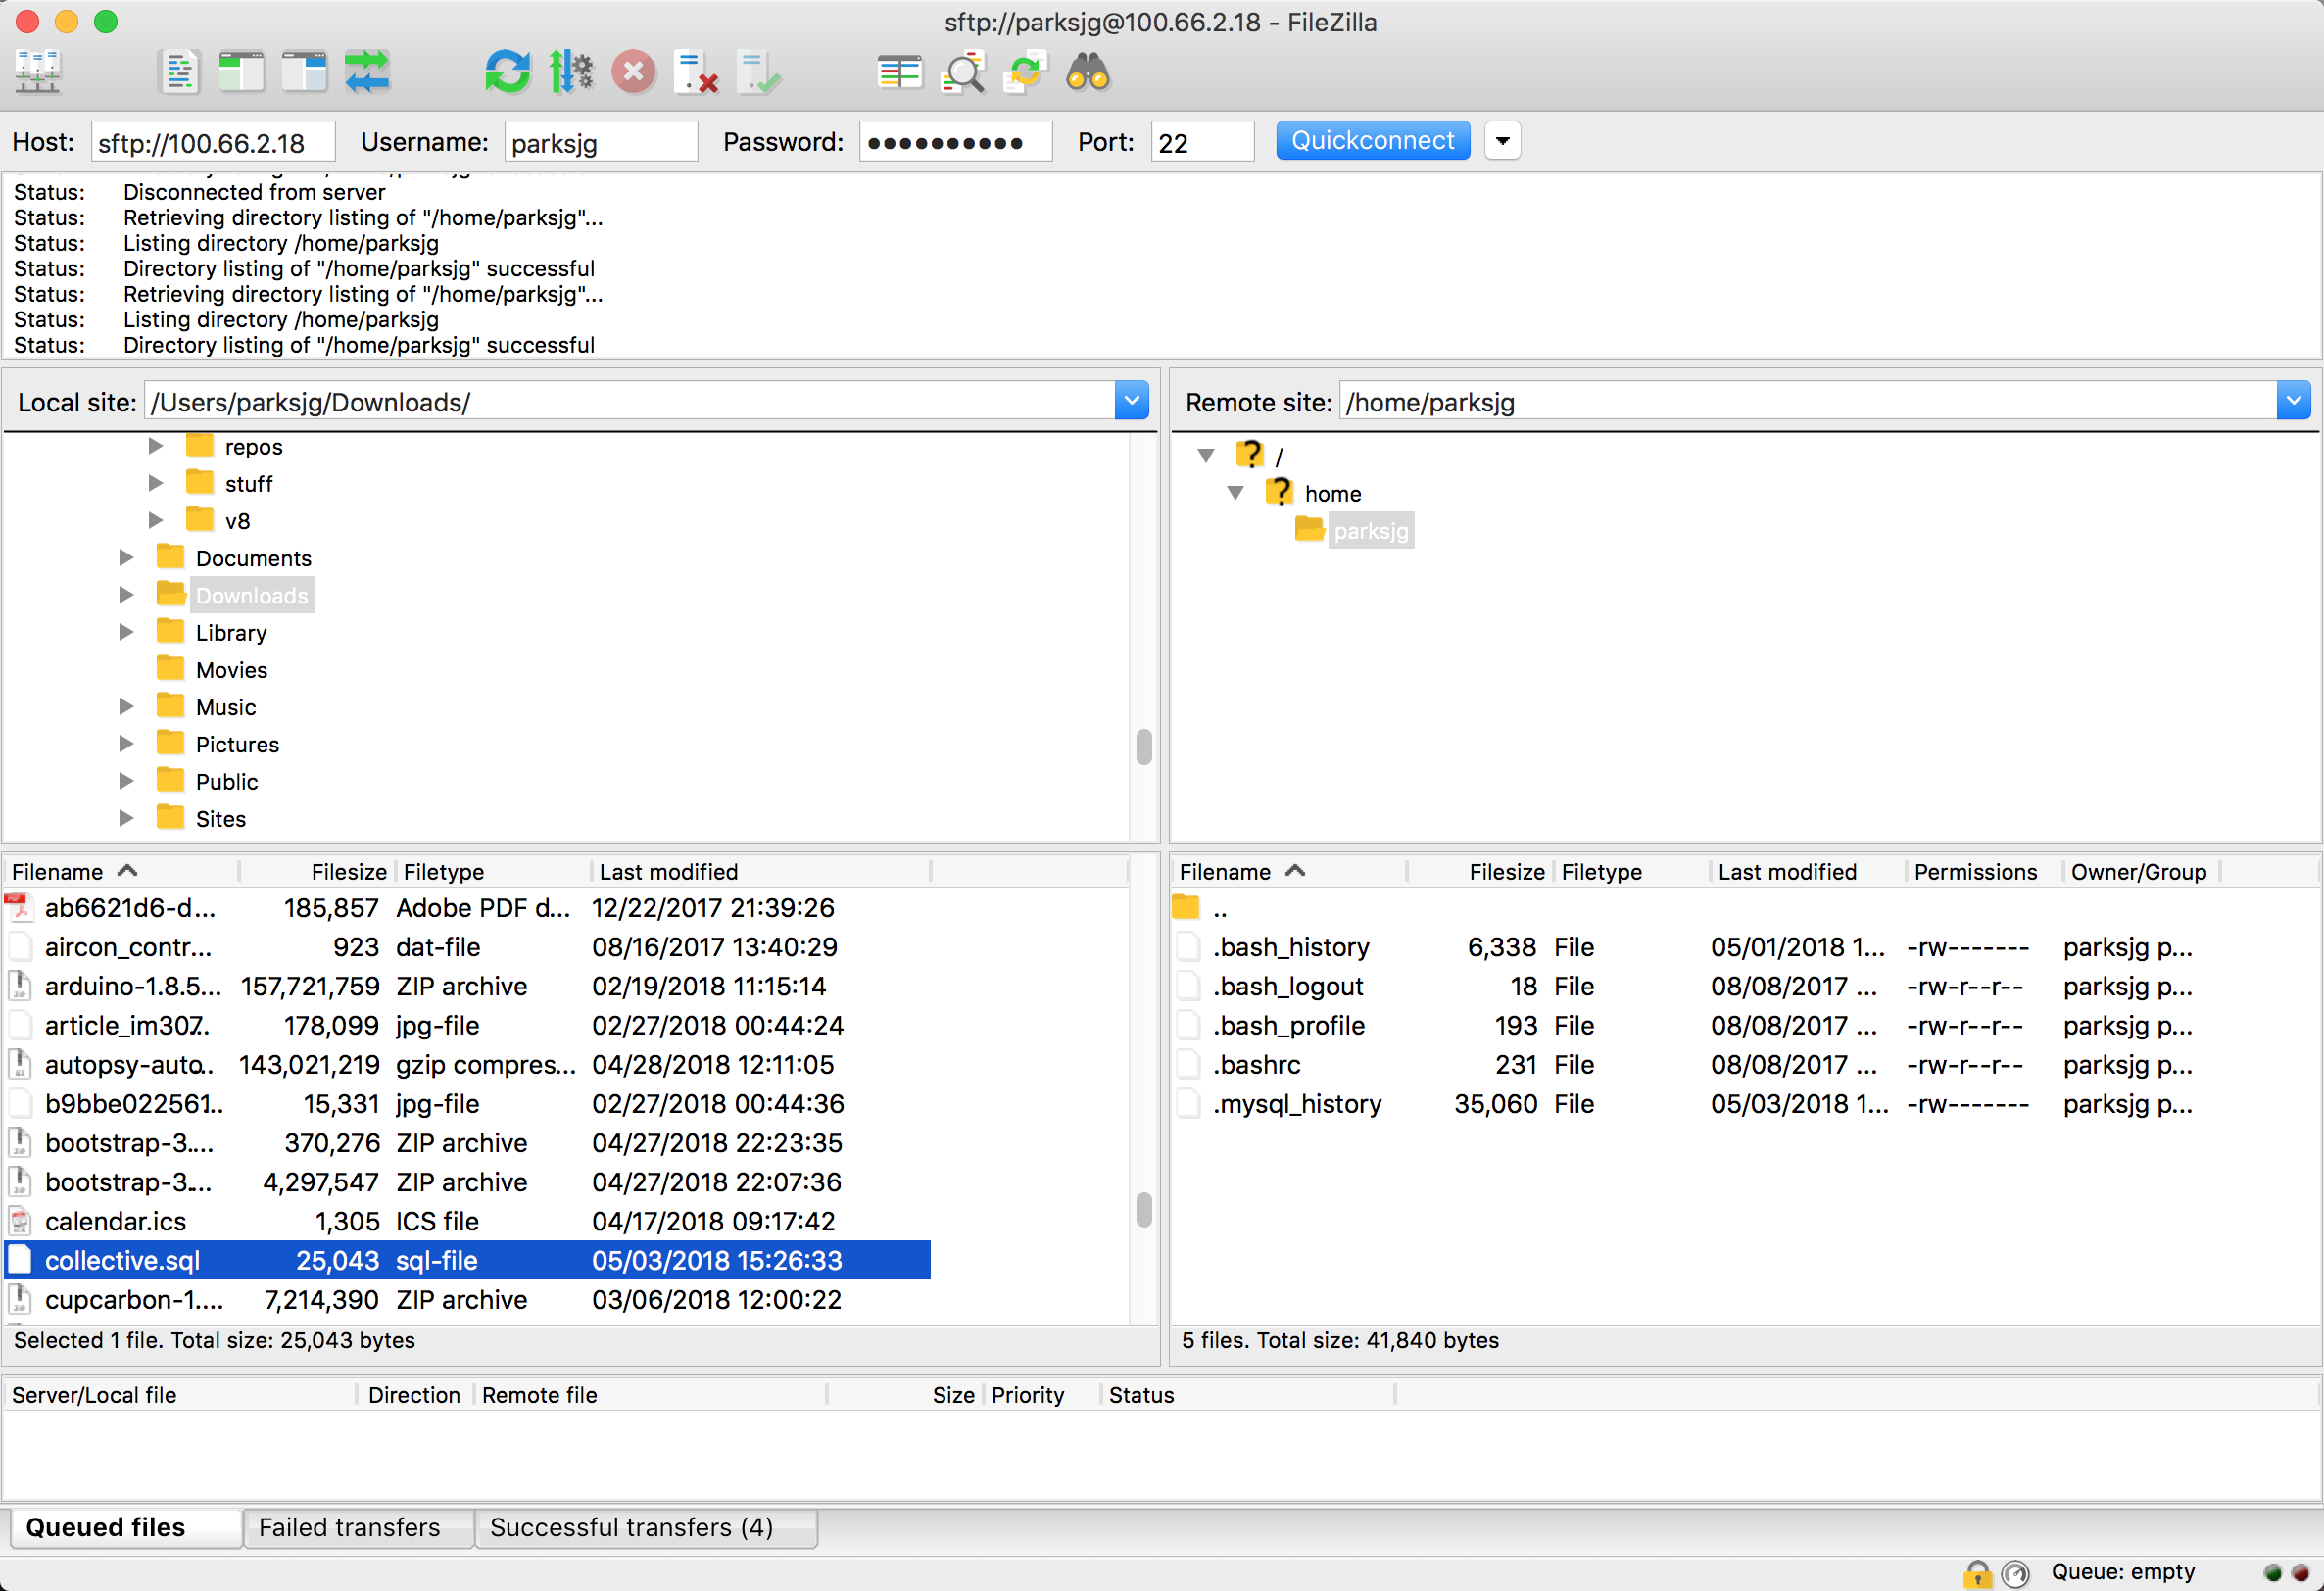 sftp://parksjg@100.66.2.18 - FileZilla
Host: sftp://100.66.2.18 Username: parksjg Password: ●●●●●●●●●● Port: 22 Quickconnect
Status: Disconnected from server
Status: Retrieving directory listing of "/home/parksjg"...
Status: Listing directory /home/parksjg
Status: Directory listing of "/home/parksjg" successful
Status: Retrieving directory listing of "/home/parksjg"...
Status: Listing directory /home/parksjg
Status: Directory listing of "/home/parksjg" successful
Local site: /Users/parksjg/Downloads/
repos
stuff
v8
Documents
Downloads
Library
Movies
Music
Pictures
Public
Sites
Remote site: /home/parksjg
/
home
parksjg
Filename Filesize Filetype Last modified
ab6621d6-d... 185,857 Adobe PDF d... 12/22/2017 21:39:26
aircon_contr... 923 dat-file 08/16/2017 13:40:29
arduino-1.8.5... 157,721,759 ZIP archive 02/19/2018 11:15:14
article_im307.. 178,099 jpg-file 02/27/2018 00:44:24
autopsy-auto.. 143,021,219 gzip compres... 04/28/2018 12:11:05
b9bbe022561.. 15,331 jpg-file 02/27/2018 00:44:36
bootstrap-3.... 370,276 ZIP archive 04/27/2018 22:23:35
bootstrap-3.... 4,297,547 ZIP archive 04/27/2018 22:07:36
calendar.ics 1,305 ICS file 04/17/2018 09:17:42
collective.sql 25,043 sql-file 05/03/2018 15:26:33
cupcarbon-1.... 7,214,390 ZIP archive 03/06/2018 12:00:22
Selected 1 file. Total size: 25,043 bytes
Filename Filesize Filetype Last modified Permissions Owner/Group
..
.bash_history 6,338 File 05/01/2018 1... -rw------- parksjg p...
.bash_logout 18 File 08/08/2017 ... -rw-r--r-- parksjg p...
.bash_profile 193 File 08/08/2017 ... -rw-r--r-- parksjg p...
.bashrc 231 File 08/08/2017 ... -rw-r--r-- parksjg p...
.mysql_history 35,060 File 05/03/2018 1... -rw------- parksjg p...
5 files. Total size: 41,840 bytes
Server/Local file Direction Remote file Size Priority Status
Queued files Failed transfers Successful transfers (4)
Queue: empty